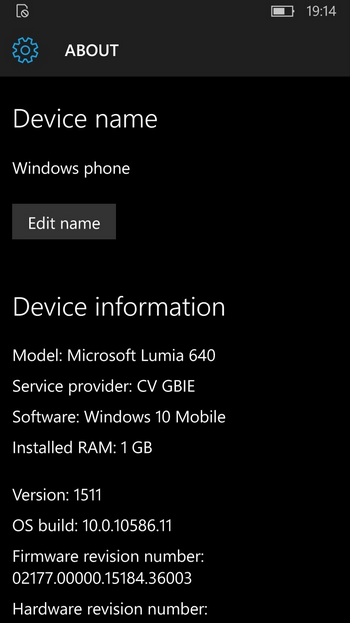 19:14
ABOUT
Device name
Windows phone
Edit name
Device information
Model: Microsoft Lumia 640
Service provider: CV GBIE
Software: Windows 10 Mobile
Installed RAM: 1 GB
Version: 1511
OS build: 10.0.10586.11
Firmware revision number:
02177.00000.15184.36003
Hardware revision number: